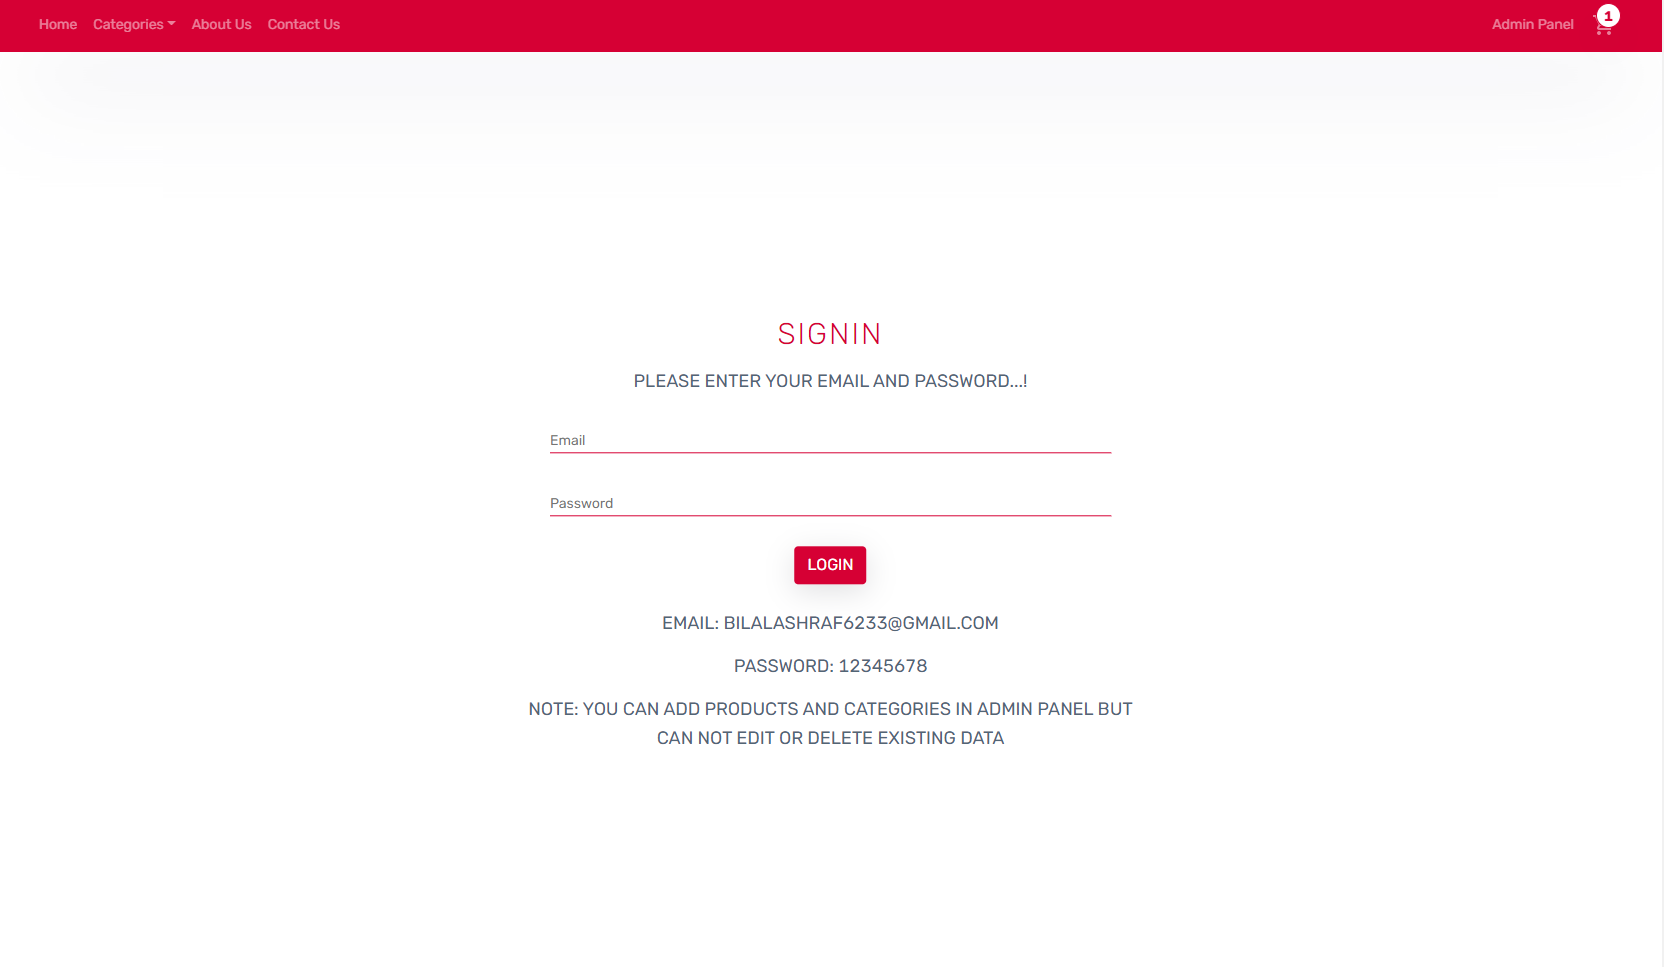 Home Categories About Us Contact Us Admin Panel 1
SIGNIN
PLEASE ENTER YOUR EMAIL AND PASSWORD...!
Email
Password
LOGIN
EMAIL: BILALASHRAF6233@GMAIL.COM
PASSWORD: 12345678
NOTE: YOU CAN ADD PRODUCTS AND CATEGORIES IN ADMIN PANEL BUT
CAN NOT EDIT OR DELETE EXISTING DATA